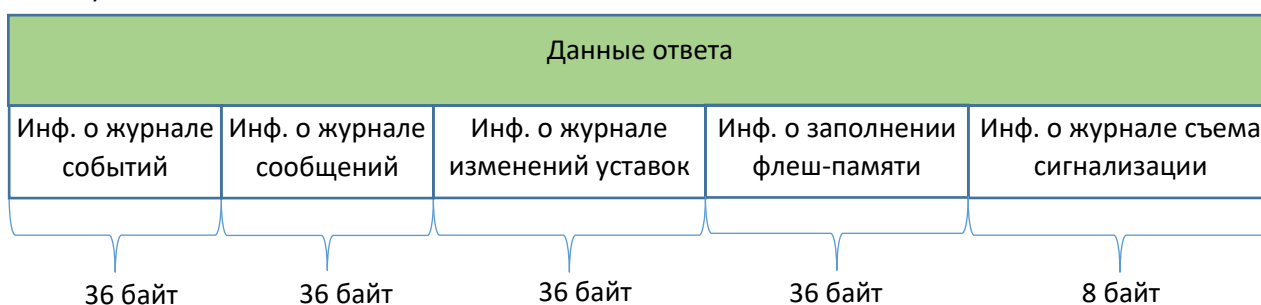 Данные ответа
Инф. о журнале событий
Инф. о журнале сообщений
Инф. о журнале изменений уставок
Инф. о заполнении флеш-памяти
Инф. о журнале съема сигнализации
36 байт
36 байт
36 байт
36 байт
8 байт